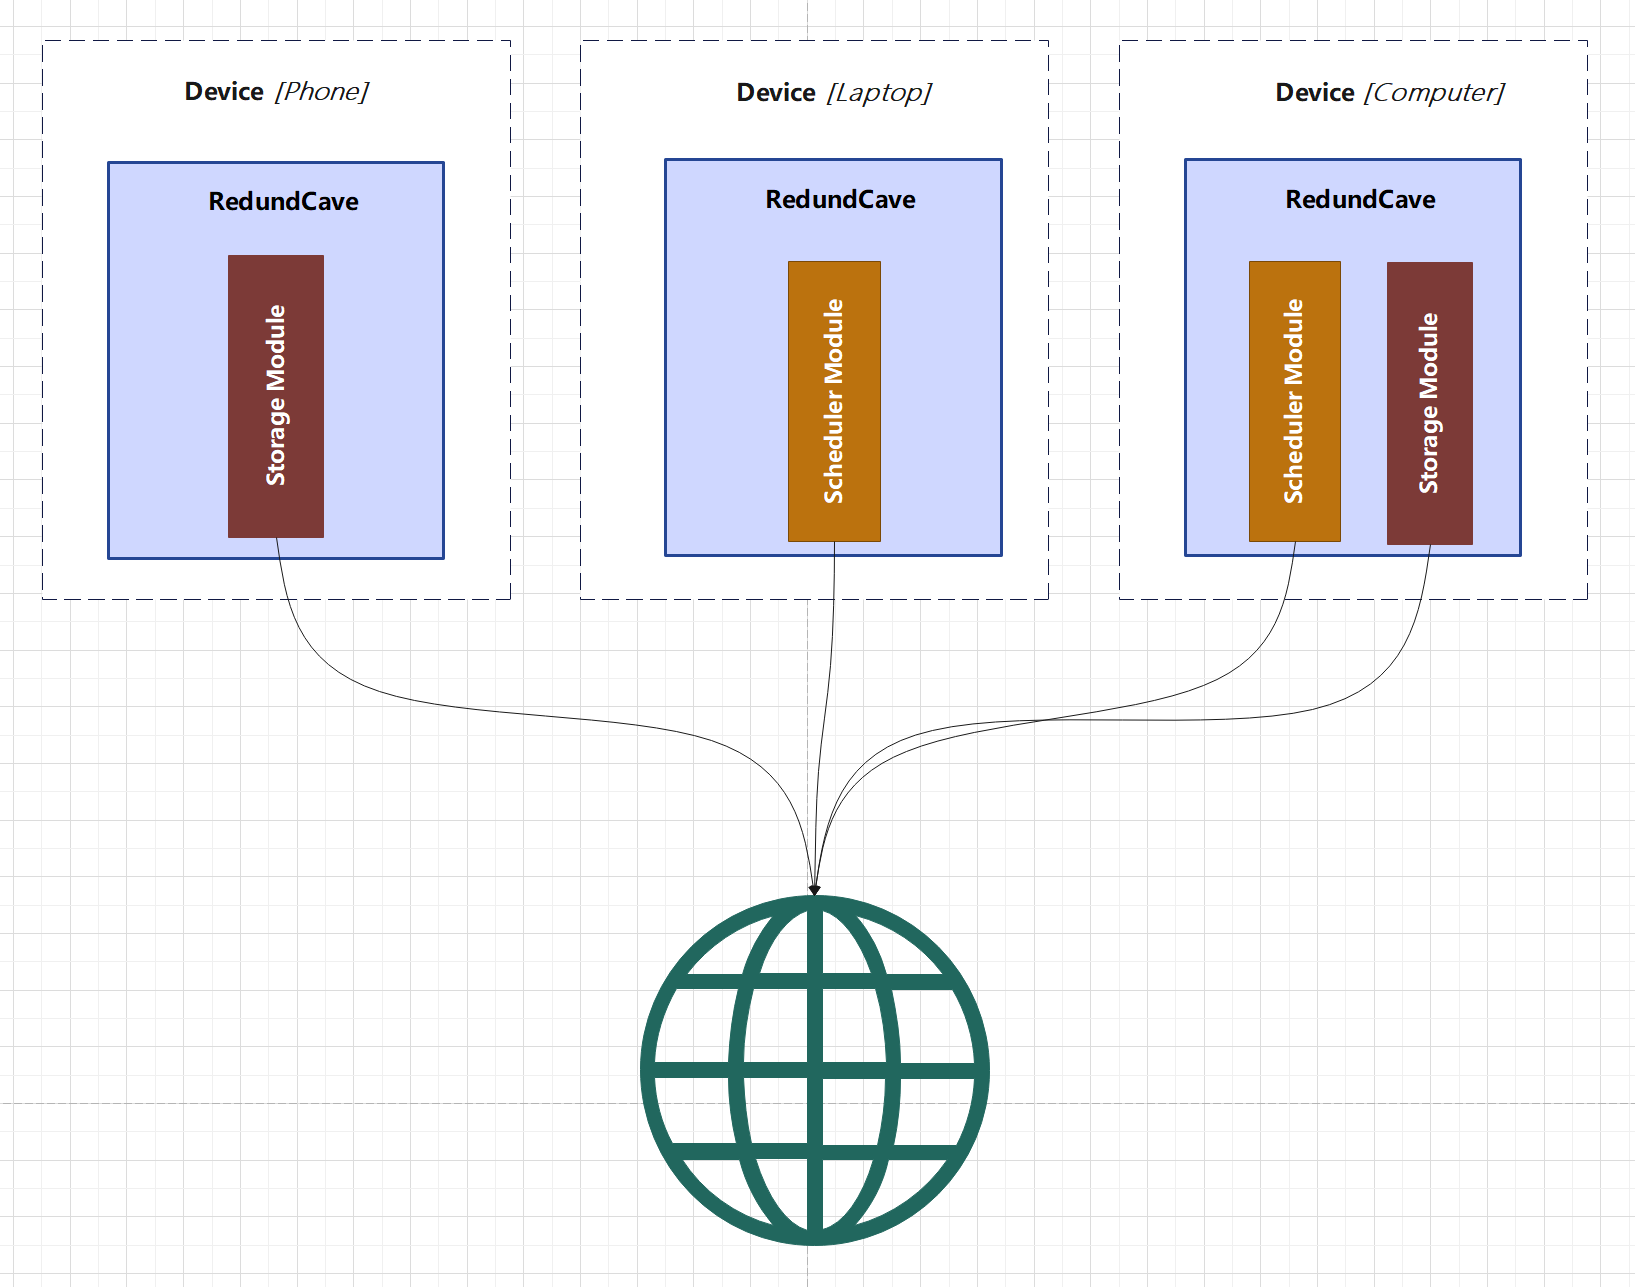 Device [Phone]
RedundCave
Storage Module
Device [Laptop]
RedundCave
Scheduler Module
Device [Computer]
RedundCave
Scheduler Module
Storage Module